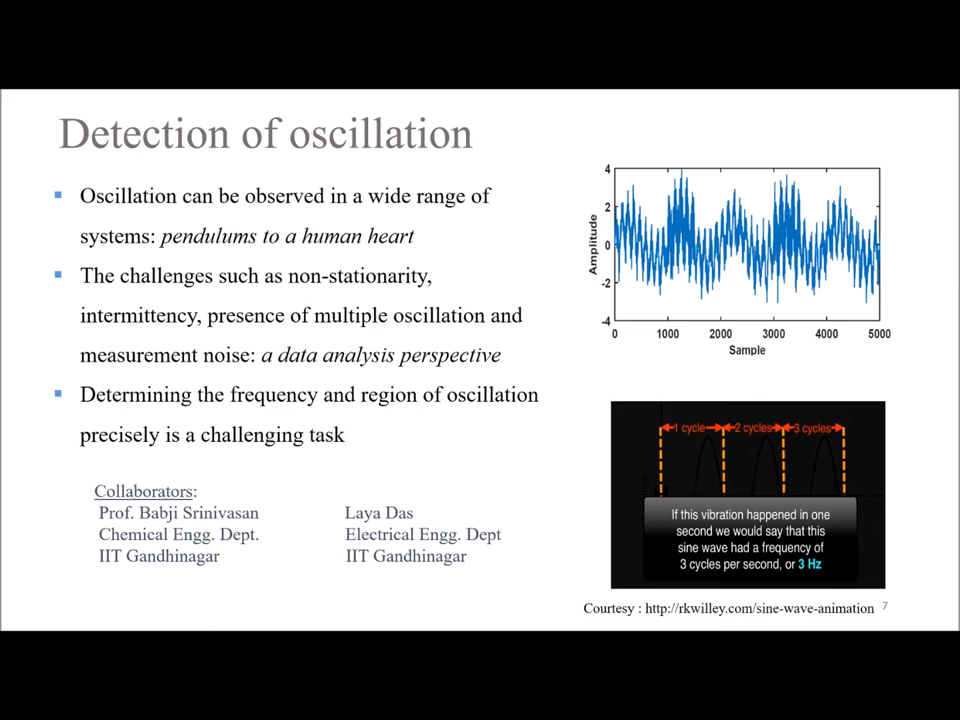 Detection of oscillation
▪ Oscillation can be observed in a wide range of
systems: pendulums to a human heart
▪ The challenges such as non-stationarity,
intermittency, presence of multiple oscillation and
measurement noise: a data analysis perspective
▪ Determining the frequency and region of oscillation
precisely is a challenging task
Collaborators:
Prof. Babji Srinivasan
Chemical Engg. Dept.
IIT Gandhinagar
Laya Das
Electrical Engg. Dept
IIT Gandhinagar
4
2
0
-2
-4
Amplitude
0 1000 2000 3000 4000 5000
Sample
1 cycle 2 cycles 3 cycles
If this vibration happened in one
second we would say that this
sine wave had a frequency of
3 cycles per second, or 3 Hz
Courtesy : http://rkwilley.com/sine-wave-animation
7